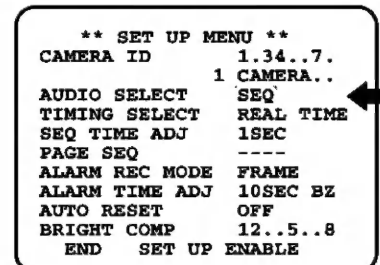 ** SET UP MENU **
CAMERA ID 1.34..7.
1 CAMERA..
AUDIO SELECT SEQ
TIMING SELECT REAL TIME
SEQ TIME ADJ 1SEC
PAGE SEQ ----
ALARM REC MODE FRAME
ALARM TIME ADJ 10SEC BZ
AUTO RESET OFF
BRIGHT COMP 12..5..8
END SET UP ENABLE